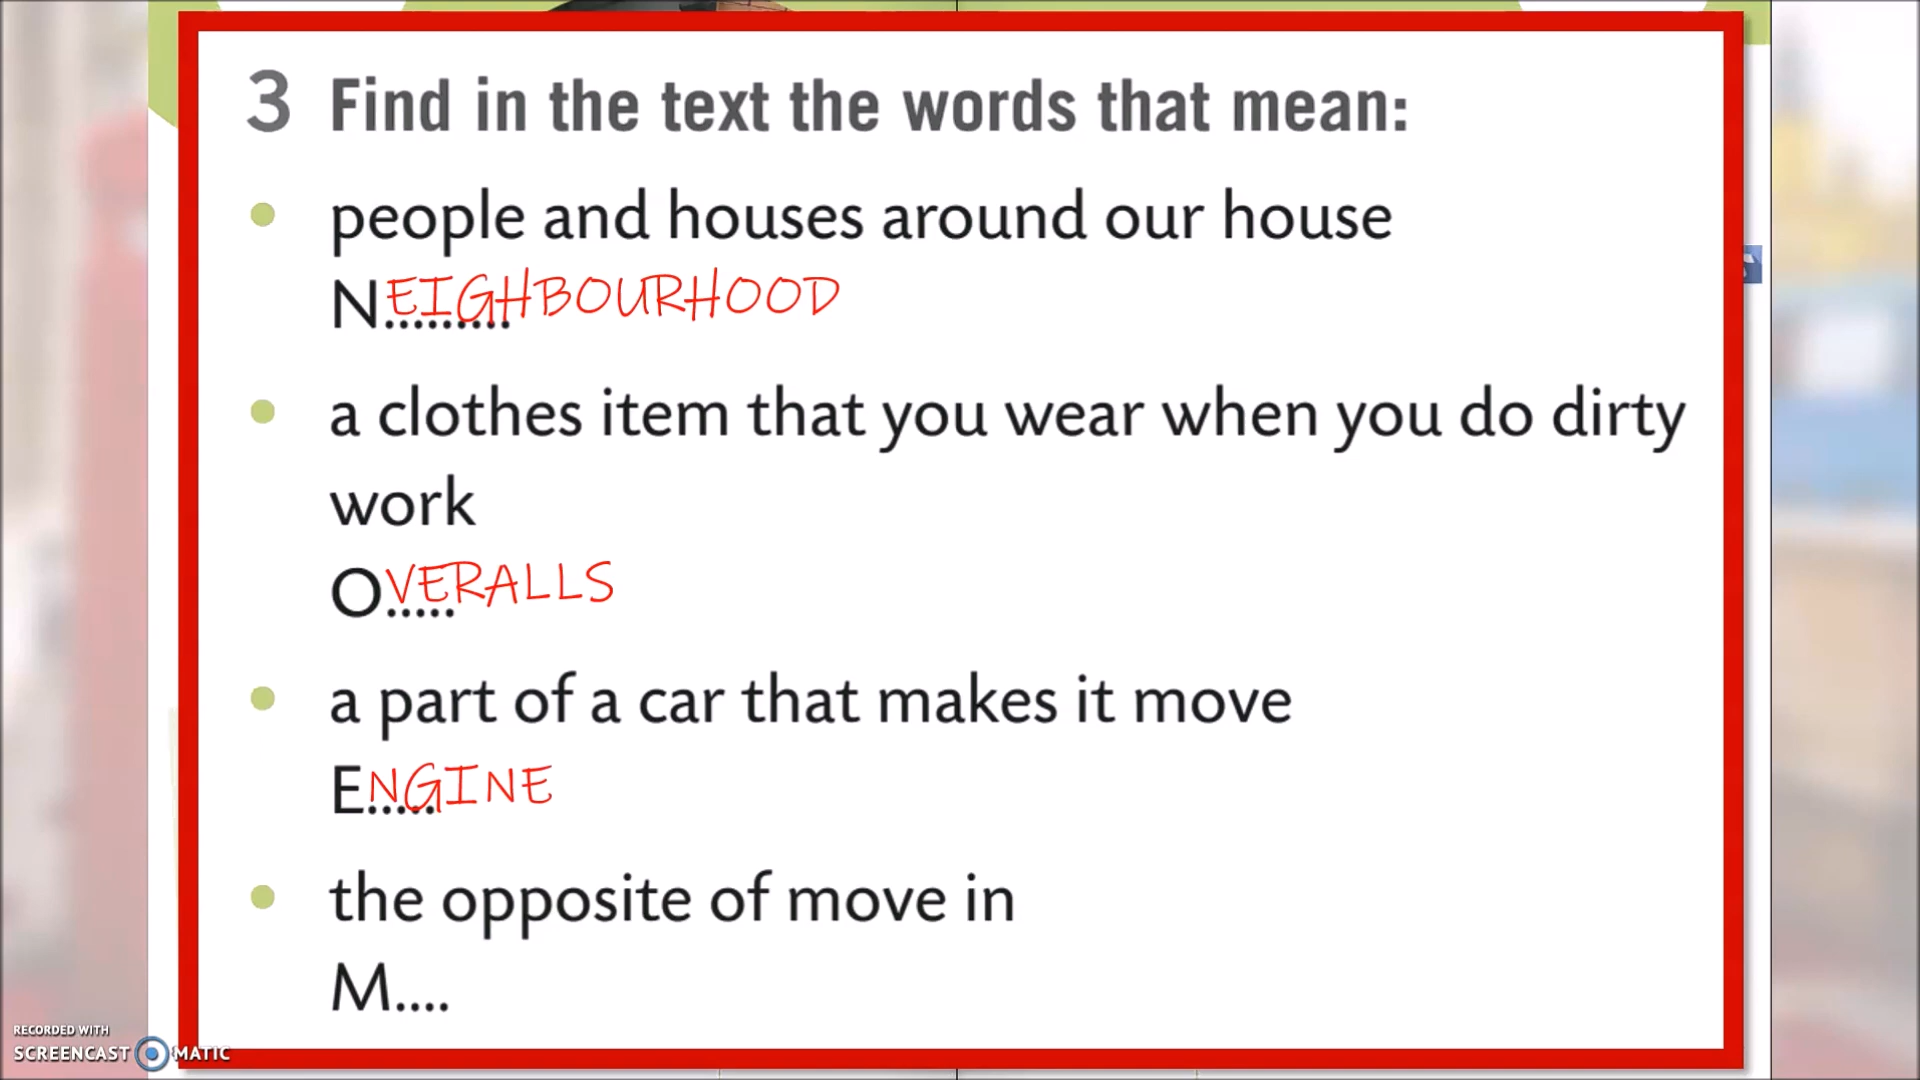 3 Find in the text the words that mean:
• people and houses around our house
N.........EIGHBOURHOOD
• a clothes item that you wear when you do dirty
work
O.....VERALLS
• a part of a car that makes it move
E.....NGINE
• the opposite of move in
M....
RECORDED WITH
SCREENCAST MATIC